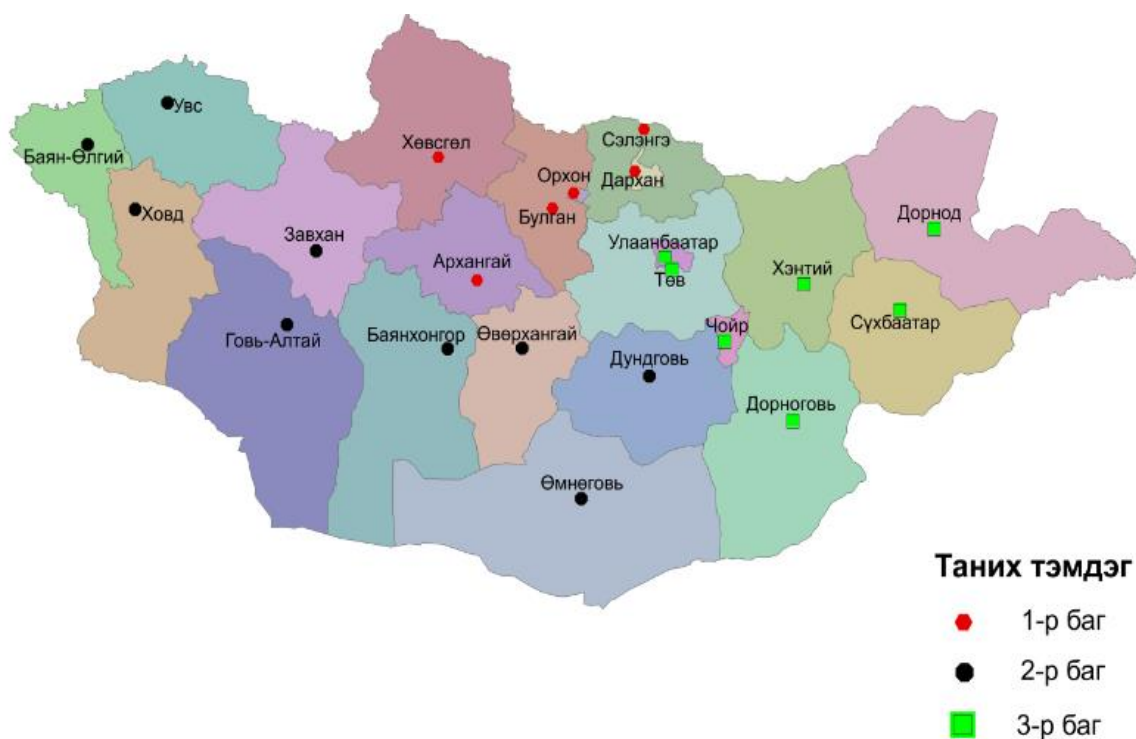 Увс
Баян-Өлгий
Ховд
Хөвсгөл
Завхан
Архангай
Говь-Алтай
Баянхонгор
Өвөрхангай
Орхон
Булган
Сэлэнгэ
Дархан
Улаанбаатар
Төв
Чойр
Дундговь
Өмнөговь
Дорноговь
Хэнтий
Дорнод
Сүхбаатар
Таних тэмдэг
1-р баг
2-р баг
3-р баг